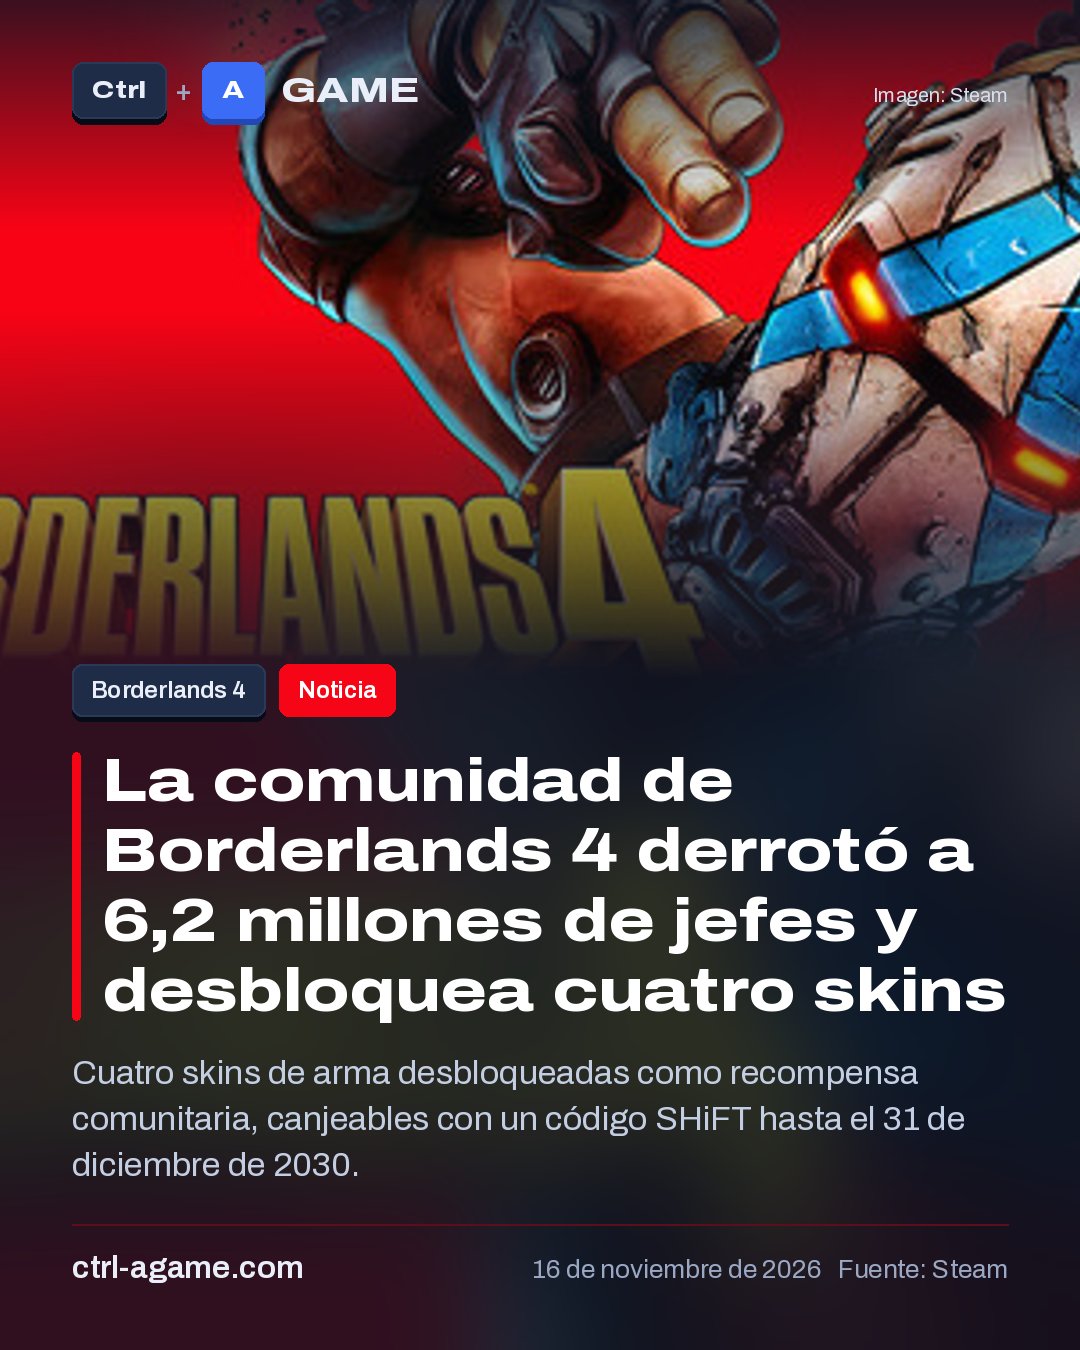 Ctrl + A GAME
Imagen: Steam
RDERLANDS 4
Borderlands 4
Noticia
La comunidad de
Borderlands 4 derrotó a
6,2 millones de jefes y
desbloquea cuatro skins
Cuatro skins de arma desbloqueadas como recompensa
comunitaria, canjeables con un código SHiFT hasta el 31 de
diciembre de 2030.
ctrl-agame.com
16 de noviembre de 2026 Fuente: Steam